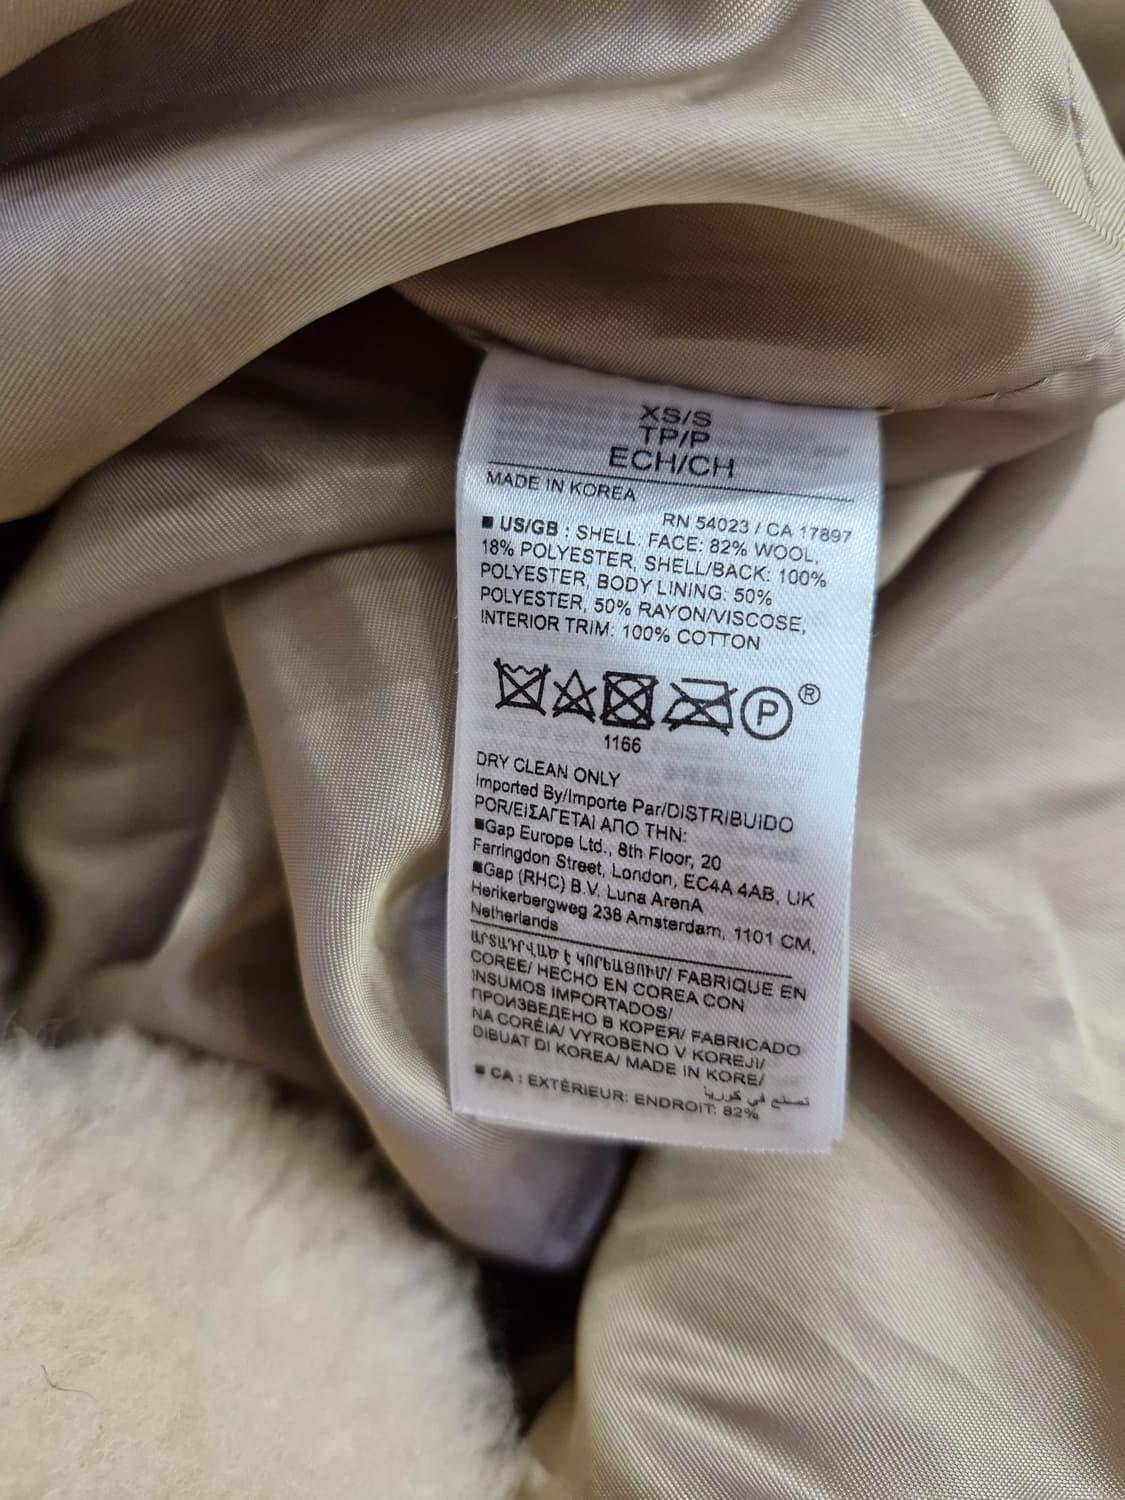 XS/S
TP/P
ECH/CH
MADE IN KOREA
RN 54023 / CA 17897
■ US/GB : SHELL: FACE: 82% WOOL,
18% POLYESTER, SHELL/BACK: 100%
POLYESTER, BODY LINING: 50%
POLYESTER, 50% RAYON/VISCOSE,
INTERIOR TRIM: 100% COTTON
P ®
1166
DRY CLEAN ONLY
Imported By/Importe Par/DISTRIBUIDO
POR/ΕΙΣΑΓΕΤΑΙ ΑΠΟ ΤΗΝ:
■Gap Europe Ltd., 8th Floor, 20
Farringdon Street, London, EC4A 4AB, UK
■Gap (RHC) B.V. Luna ArenA
Herikerbergweg 238 Amsterdam, 1101 CM,
Netherlands
ԱՐՏԱԴՐՎԱԾ Է ԿՈՐԵԱՅՈՒՄ/ FABRIQUE EN
COREE/ HECHO EN COREA CON
INSUMOS IMPORTADOS/
ПРОИЗВЕДЕНО В КОРЕЯ/ FABRICADO
NA CORÉIA/ VYROBENO V KOREJI/
DIBUAT DI KOREA/ MADE IN KORE/
تصنع في كوريا
■ CA : EXTÉRIEUR: ENDROIT: 82%